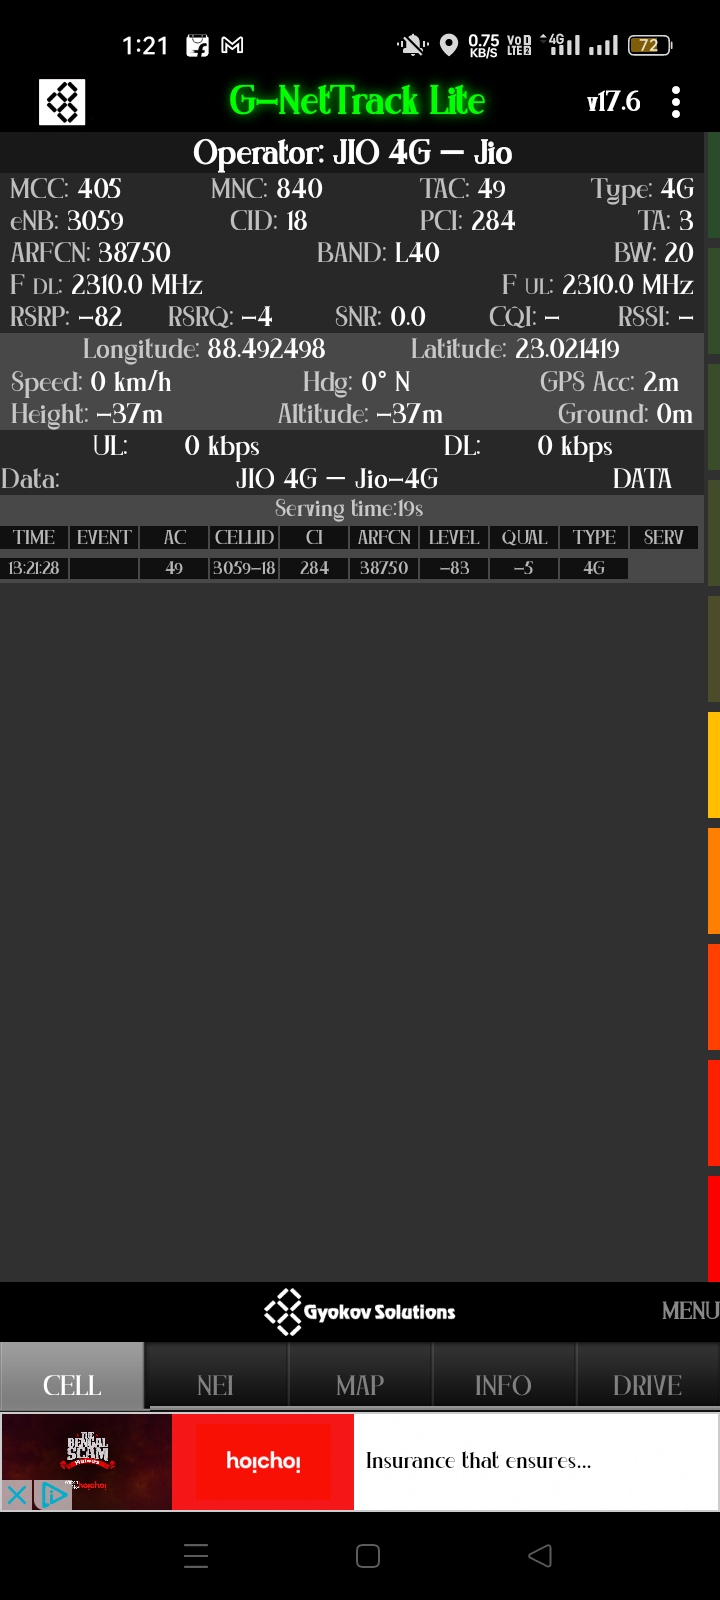 1:21 0.75 KB/S VoD LTE2 4G 72
G-NetTrack Lite v17.6
Operator: JIO 4G – Jio
MCC: 405 MNC: 840 TAC: 49 Type: 4G
eNB: 3059 CID: 18 PCI: 284 TA: 3
ARFCN: 38750 BAND: L40 BW: 20
F DL: 2310.0 MHz F UL: 2310.0 MHz
RSRP: -82 RSRQ: -4 SNR: 0.0 CQI: - RSSI: -
Longitude: 88.492498 Latitude: 23.021419
Speed: 0 km/h Hdg: 0° N GPS Acc: 2m
Height: -37m Altitude: -37m Ground: 0m
UL: 0 kbps DL: 0 kbps
Data: JIO 4G – Jio-4G DATA
Serving time:19s
TIME EVENT AC CELLID CI ARFCN LEVEL QUAL TYPE SERV
13:21:28 49 3059-18 284 38750 -83 -5 4G
Gyokov Solutions MENU
CELL NEI MAP INFO DRIVE
THE BENGAL SCAM
hoichoi
hoichoi
Insurance that ensures...